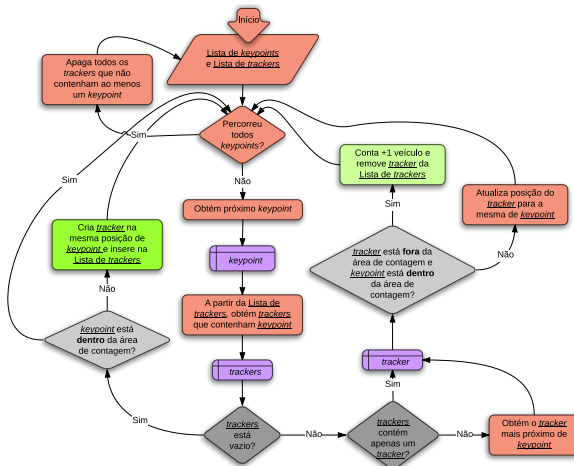 Início
Lista de keypoints
e Lista de trackers
Apaga todos os
trackers que não
contenham ao menos
um keypoint
Sim
Percorreu
todos
keypoints?
Conta +1 veículo e
remove tracker da
Lista de trackers
Sim
Não
Atualiza posição do
tracker para a
mesma de keypoint
Obtém próximo keypoint
Sim
Cria tracker na
mesma posição de
keypoint e insere na
Lista de trackers
keypoint
tracker está fora da
área de contagem e
keypoint está dentro
da área de
contagem?
Não
Não
A partir da Lista de
trackers, obtém trackers
que contenham keypoint
keypoint está
dentro da área
de contagem?
tracker
trackers
Sim
Sim
trackers
está
vazio?
Não
trackers
contém
apenas um
tracker?
Não
Obtém o tracker
mais próximo de
keypoint